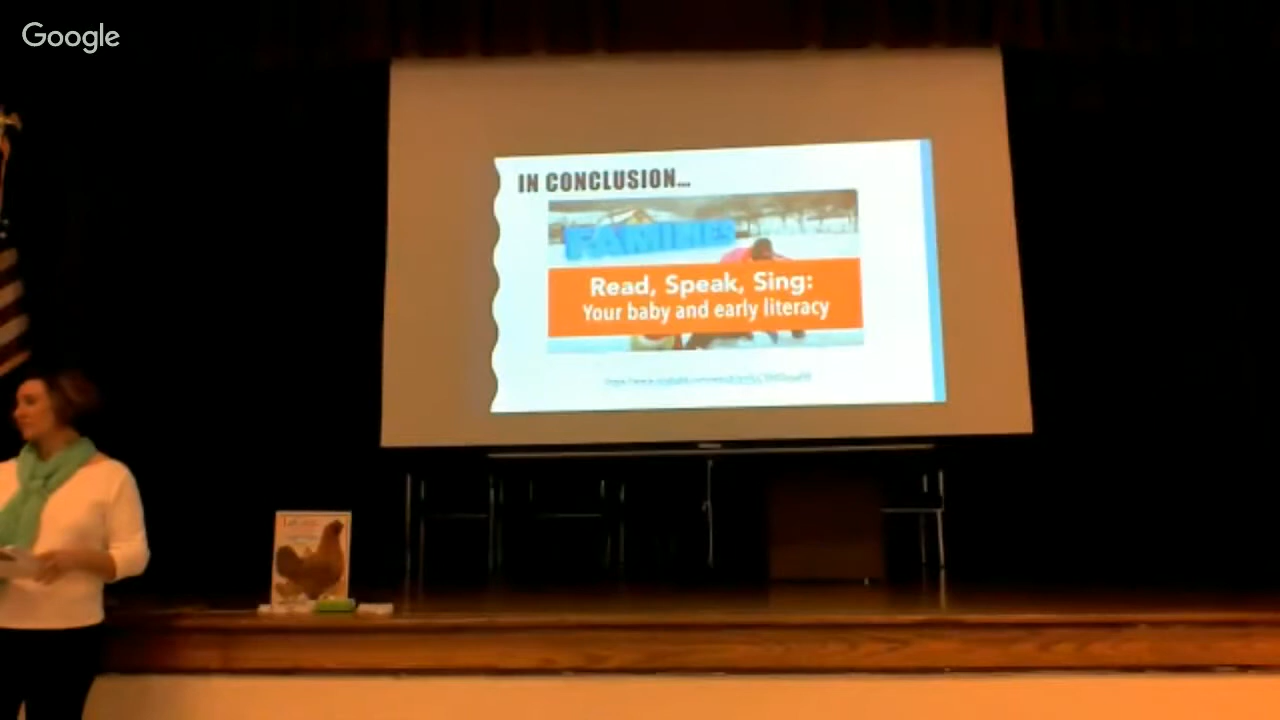 Google
IN CONCLUSION...
FAMILIES
Read, Speak, Sing:
Your baby and early literacy